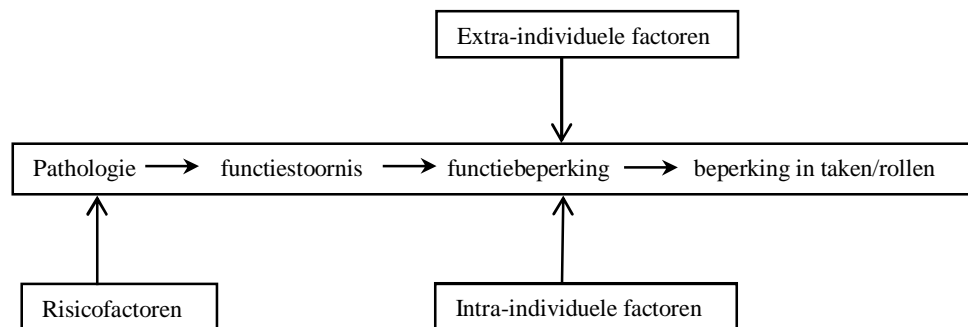 Extra-individuele factoren
Pathologie functiestoornis functiebeperking beperking in taken/rollen
Risicofactoren Intra-individuele factoren